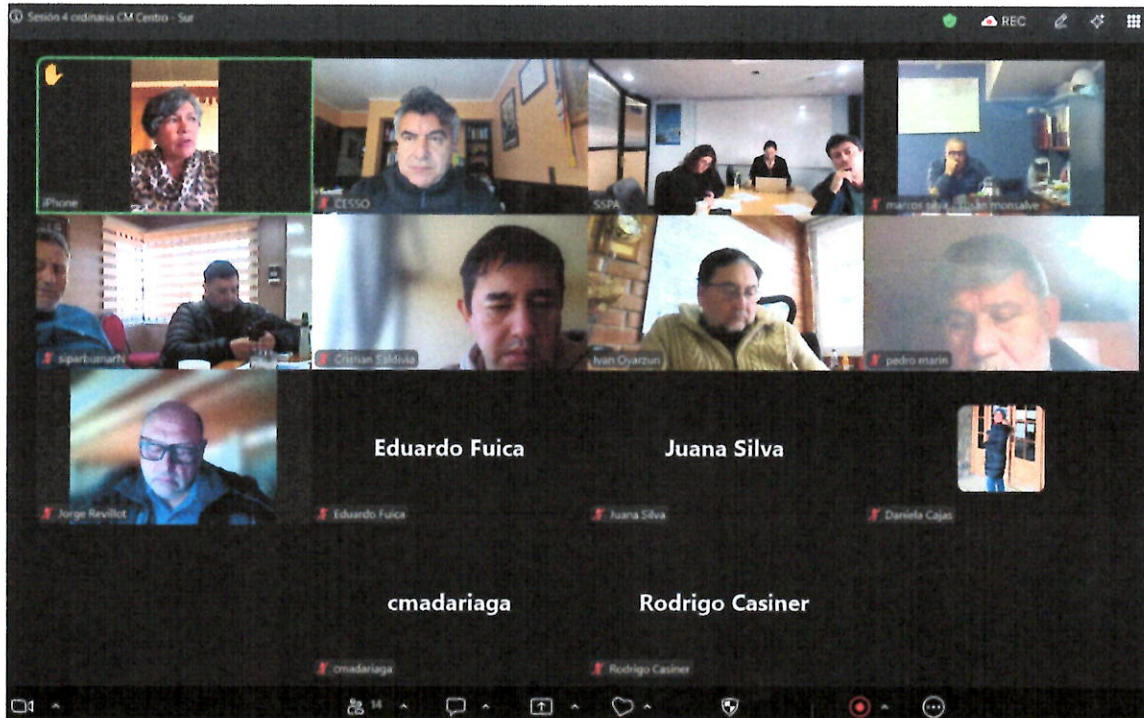 Sesión 4 ordinaria CM Centro - Sur
REC
iPhone
CESSO
SSPA
marcos silva - Susan monsalve
siparbumarN
Cristian Saldivia
Ivan Oyarzun
pedro marin
Jorge Revillot
Eduardo Fuica
Eduardo Fuica
Juana Silva
Juana Silva
Daniela Cajas
cmadariaga
cmadariaga
Rodrigo Casiner
Rodrigo Casiner
14